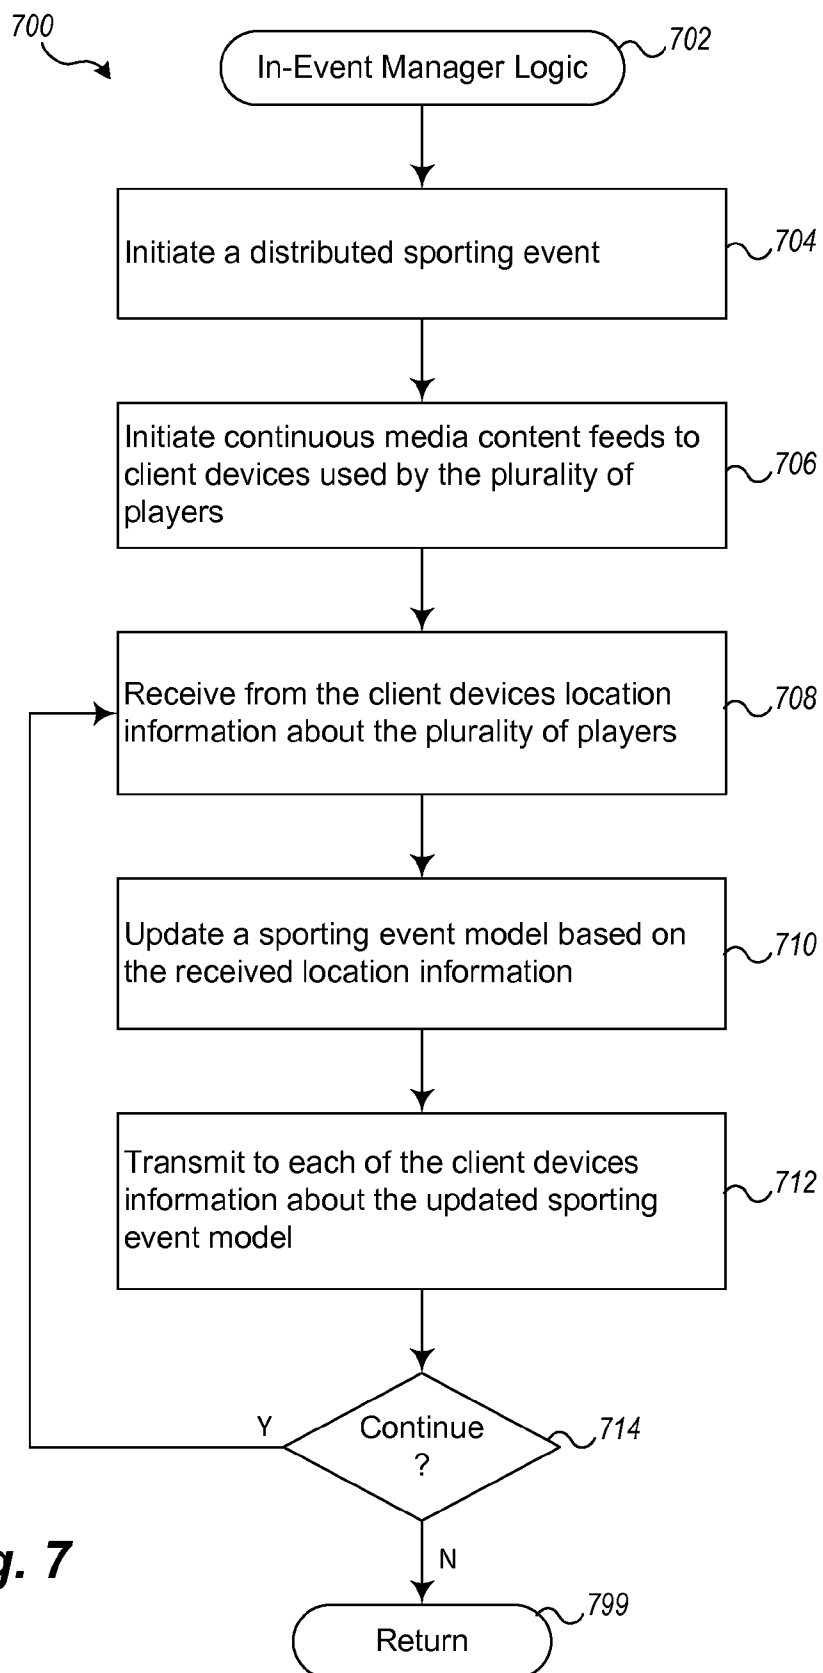 700
In-Event Manager Logic
702
Initiate a distributed sporting event
704
Initiate continuous media content feeds to
client devices used by the plurality of
players
706
Receive from the client devices location
information about the plurality of players
708
Update a sporting event model based on
the received location information
710
Transmit to each of the client devices
information about the updated sporting
event model
712
Y
Continue
?
714
N
g. 7
Return
799